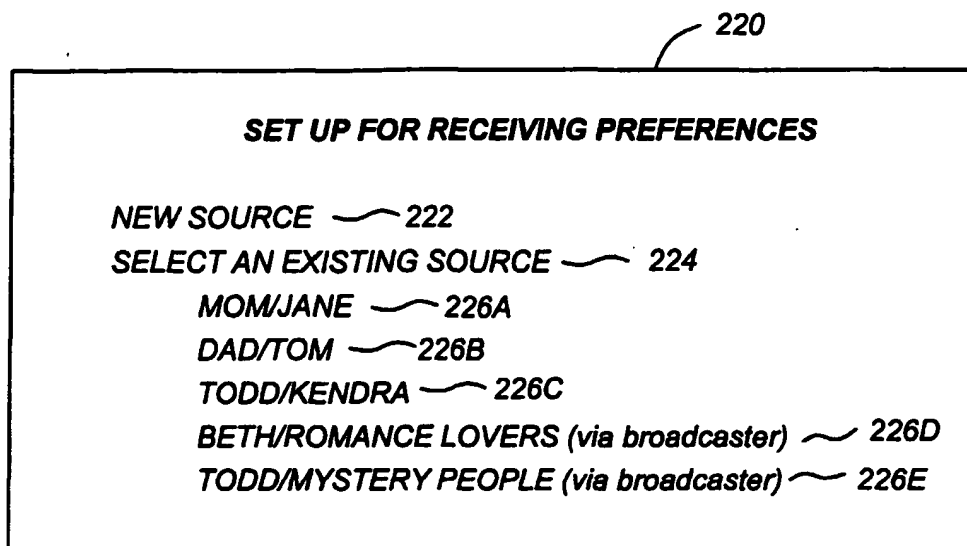 220
SET UP FOR RECEIVING PREFERENCES
NEW SOURCE 222
SELECT AN EXISTING SOURCE 224
MOM/JANE 226A
DAD/TOM 226B
TODD/KENDRA 226C
BETH/ROMANCE LOVERS (via broadcaster) 226D
TODD/MYSTERY PEOPLE (via broadcaster) 226E